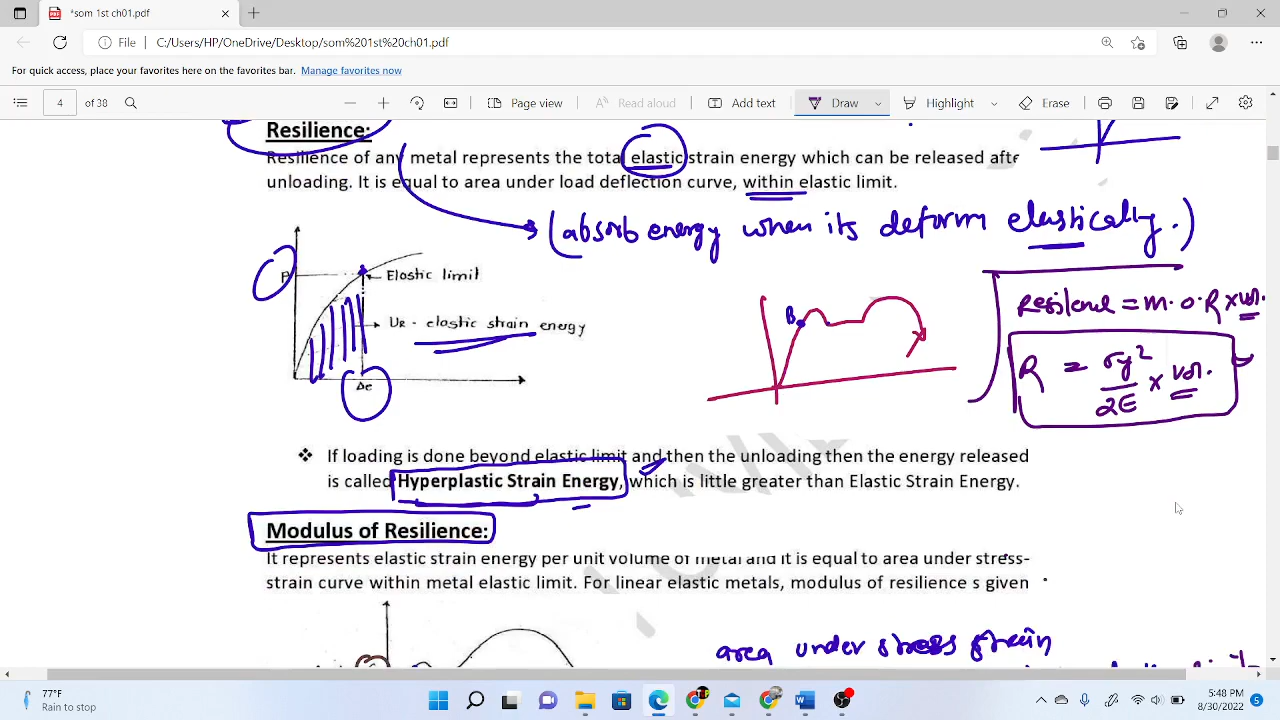 *som 1st ch01.pdf
File
C:/Users/HP/OneDrive/Documents/som%201st%20ch01.pdf
For quick access, place your favorites here on the favorites bar. Manage favorites now
4 of 38
Page view
Read aloud
Add text
Draw
Highlight
Erase
Resilience:
Resilience of any metal represents the total elastic strain energy which can be released afte
unloading. It is equal to area under load deflection curve, within elastic limit.
(absorb energy when its deform elastically.)
P
Elastic limit
UR - elastic strain energy
Δe
B
Resilence = m.o.R × vol.
R = σy²/2E × vol.
❖ If loading is done beyond elastic limit and then the unloading then the energy released
is called Hyperplastic Strain Energy, which is little greater than Elastic Strain Energy.
Modulus of Resilience:
It represents elastic strain energy per unit volume of metal and it is equal to area under stress-
strain curve within metal elastic limit. For linear elastic metals, modulus of resilience s given
area under stress strain
77°F
Rain to stop
5:48 PM
8/30/2022
5